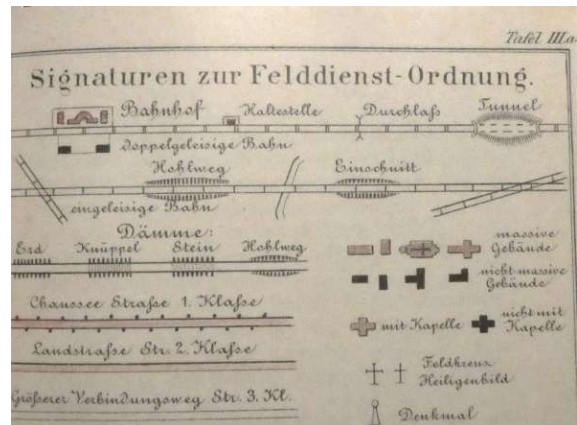 Tafel III.a.
Signaturen zur Felddienst-Ordnung.
Bahnhof Haltestelle Durchlaß Tunnel
doppelgeleisige Bahn
Hohlweg Einschnitt
eingeleisige Bahn
Dämme:
Erd Knüppel Stein Hohlweg
massive
Gebäude
nicht massive
Gebäude
Chaussee Straße 1. Klaße
mit Kapelle
nicht mit
Kapelle
Landstraße Str. 2. Klaße
Feldkreuz
Heiligenbild
Größerer Verbindungsweg Str. 3. Kl.
Denkmal